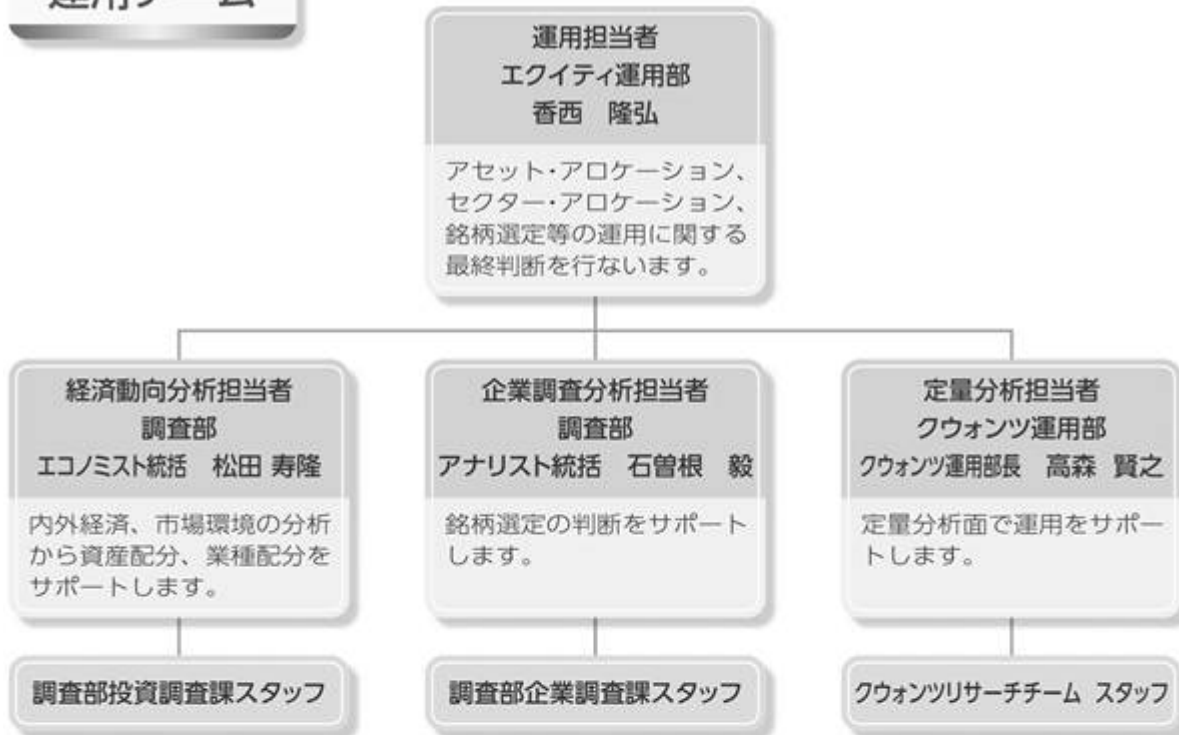 運用チーム
運用担当者
エクイティ運用部
香西 隆弘
アセット・アロケーション、
セクター・アロケーション、
銘柄選定等の運用に関する
最終判断を行ないます。
経済動向分析担当者
調査部
エコノミスト統括 松田 寿隆
内外経済、市場環境の分析
から資産配分、業種配分を
サポートします。
調査部投資調査課スタッフ
企業調査分析担当者
調査部
アナリスト統括 石曽根 毅
銘柄選定の判断をサポート
します。
調査部企業調査課スタッフ
定量分析担当者
クウォンツ運用部
クウォンツ運用部長 高森 賢之
定量分析面で運用をサポー
トします。
クウォンツリサーチチーム スタッフ